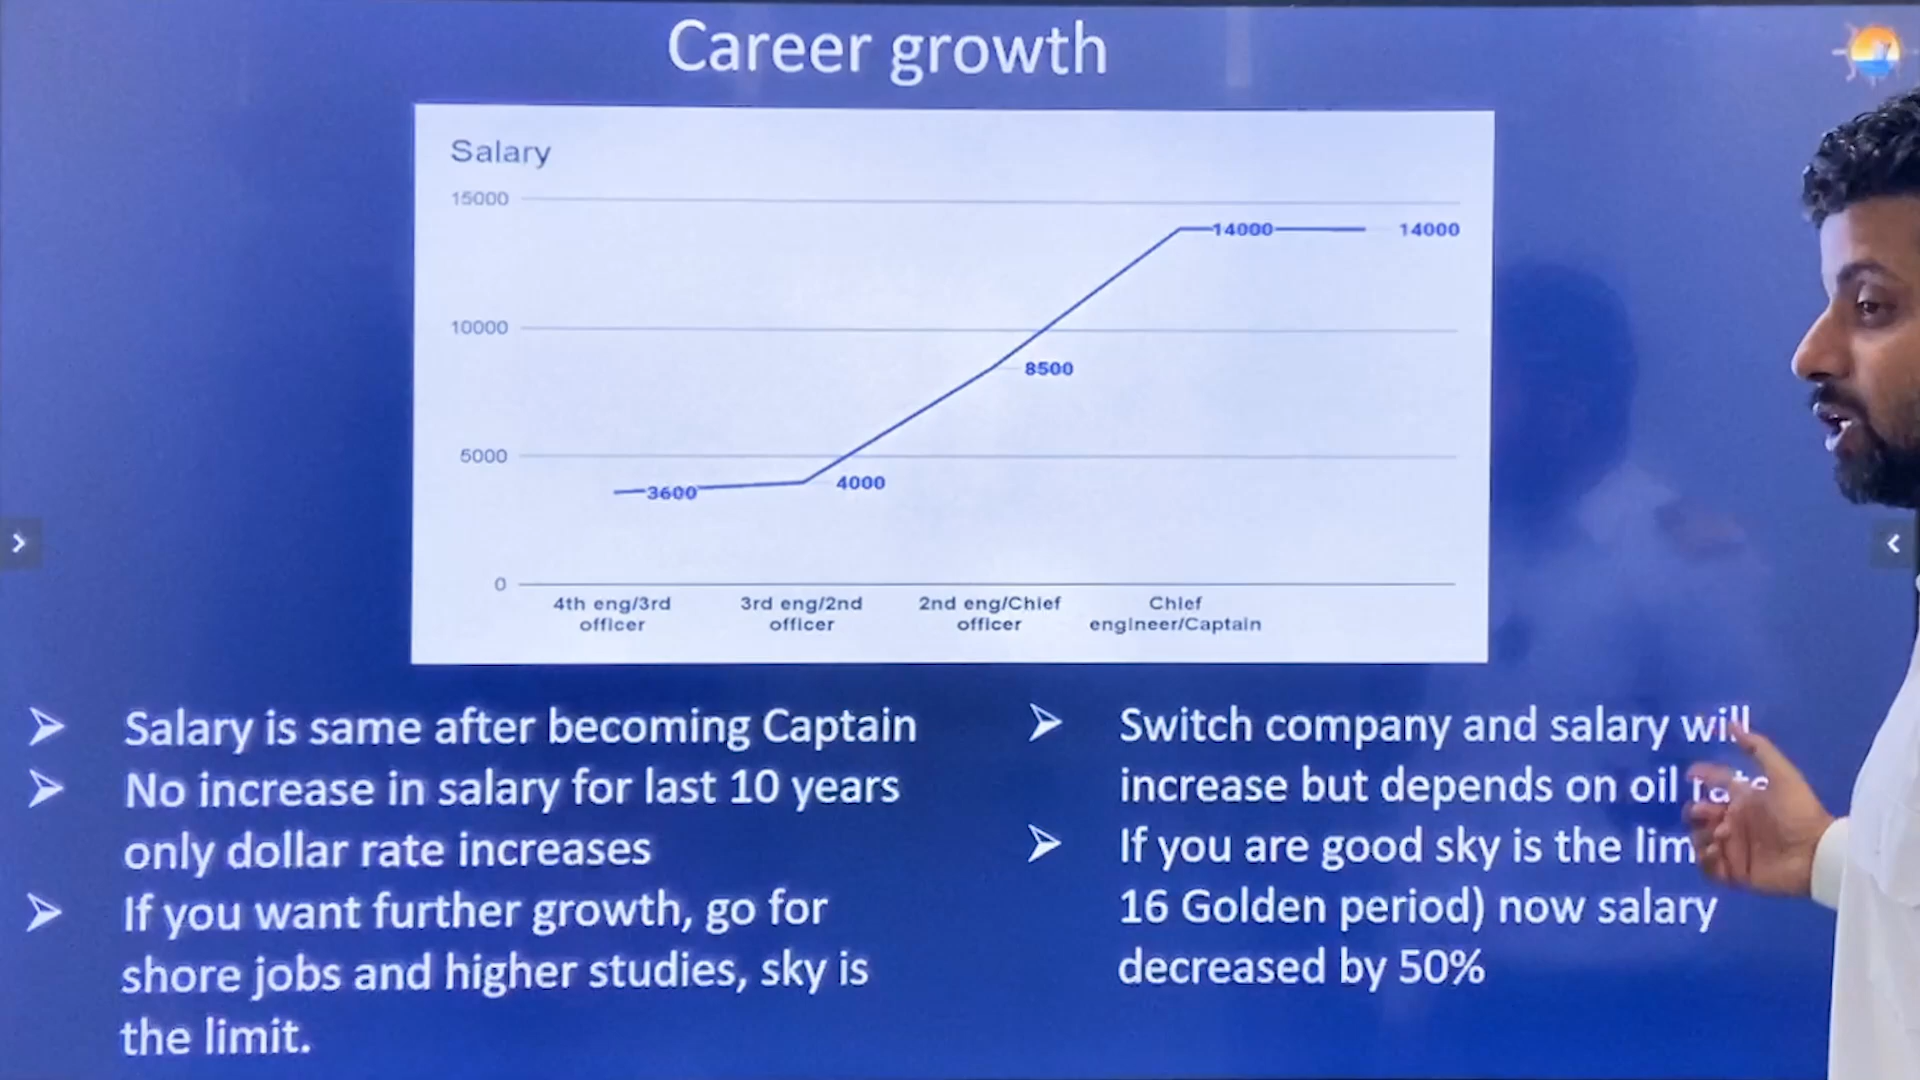 Career growth
Salary
15000
14000 14000
10000
8500
5000
4000
3600
0
4th eng/3rd
officer
3rd eng/2nd
officer
2nd eng/Chief
officer
Chief
engineer/Captain
Salary is same after becoming Captain
No increase in salary for last 10 years
only dollar rate increases
If you want further growth, go for
shore jobs and higher studies, sky is
the limit.
Switch company and salary will
increase but depends on oil rate
If you are good sky is the
16 Golden period) now salary
decreased by 50%